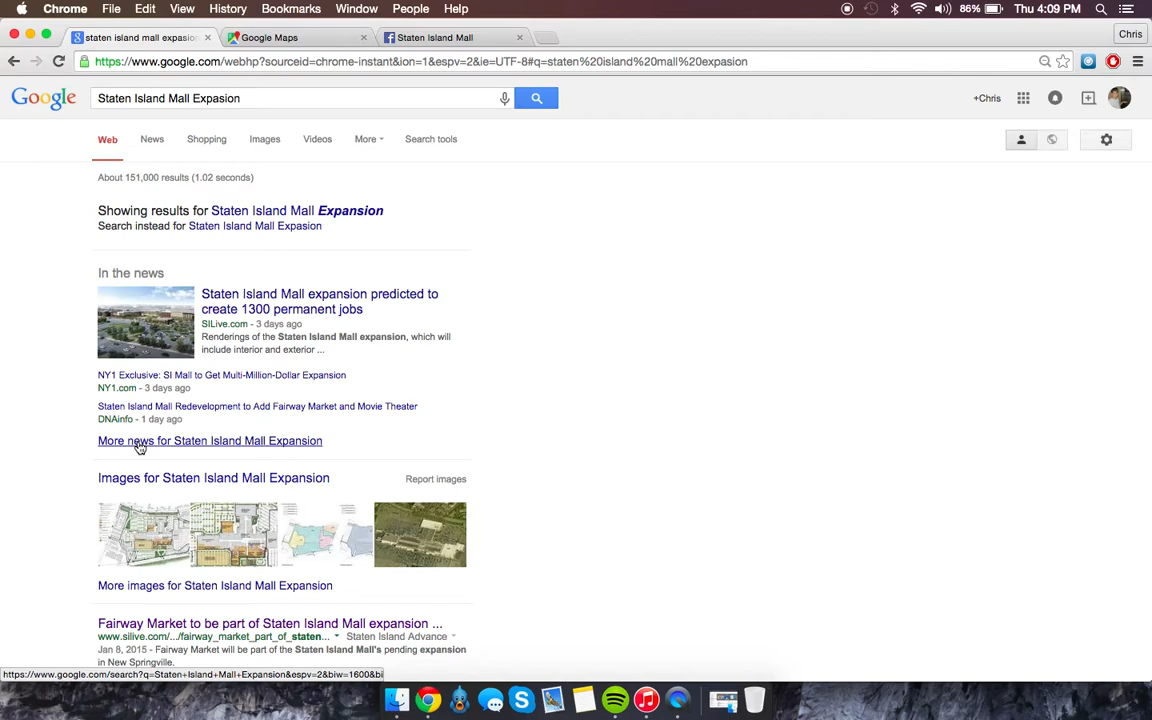 Chrome File Edit View History Bookmarks Window People Help 86% Thu 4:09 PM
staten island mall expasion Google Maps Staten Island Mall Chris
https://www.google.com/webhp?sourceid=chrome-instant&ion=1&espv=2&ie=UTF-8#q=staten%20island%20mall%20expasion
Google Staten Island Mall Expasion +Chris
Web News Shopping Images Videos More Search tools
About 151,000 results (1.02 seconds)
Showing results for Staten Island Mall Expansion
Search instead for Staten Island Mall Expasion
In the news
Staten Island Mall expansion predicted to
create 1300 permanent jobs
SILive.com - 3 days ago
Renderings of the Staten Island Mall expansion, which will
include interior and exterior ...
NY1 Exclusive: SI Mall to Get Multi-Million-Dollar Expansion
NY1.com - 3 days ago
Staten Island Mall Redevelopment to Add Fairway Market and Movie Theater
DNAinfo - 1 day ago
More news for Staten Island Mall Expansion
Images for Staten Island Mall Expansion Report images
More images for Staten Island Mall Expansion
Fairway Market to be part of Staten Island Mall expansion ...
www.silive.com/.../fairway_market_part_of_staten... Staten Island Advance
Jan 8, 2015 - Fairway Market will be part of the Staten Island Mall's pending expansion
in New Springville.
https://www.google.com/search?q=Staten+Island+Mall+Expansion&espv=2&biw=1600&bi